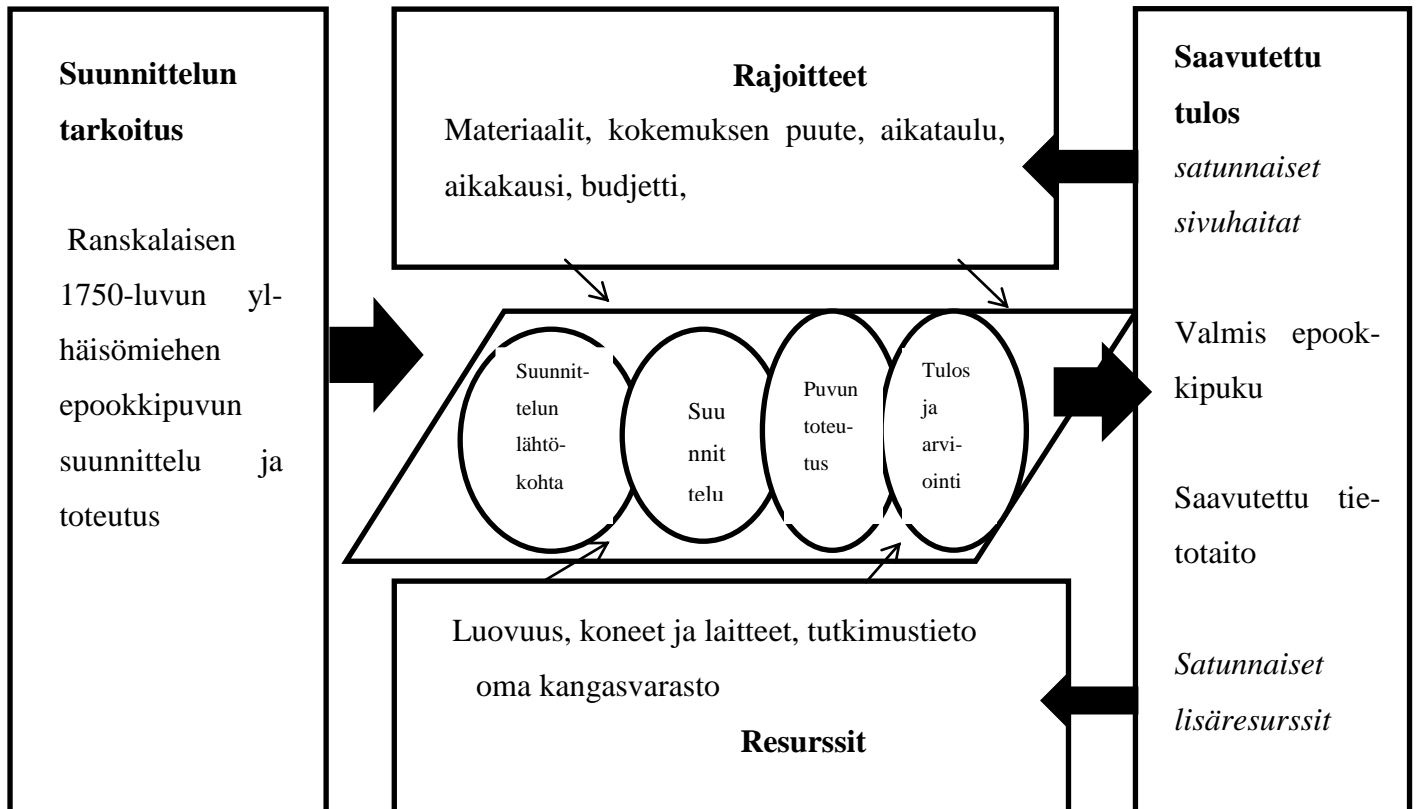 Suunnittelun
tarkoitus
Ranskalaisen
1750-luvun yl-
häisömiehen
epookkipuvun
suunnittelu ja
toteutus
Rajoitteet
Materiaalit, kokemuksen puute, aikataulu,
aikakausi, budjetti,
Suunnit-
telun
lähtö-
kohta
Suu
nnit
telu
Puvun
toteu-
tus
Tulos
ja
arvi-
ointi
Luovuus, koneet ja laitteet, tutkimustieto
oma kangasvarasto
Resurssit
Saavutettu
tulos
satunnaiset
sivuhaitat
Valmis epook-
kipuku
Saavutettu tie-
totaito
Satunnaiset
lisäresurssit